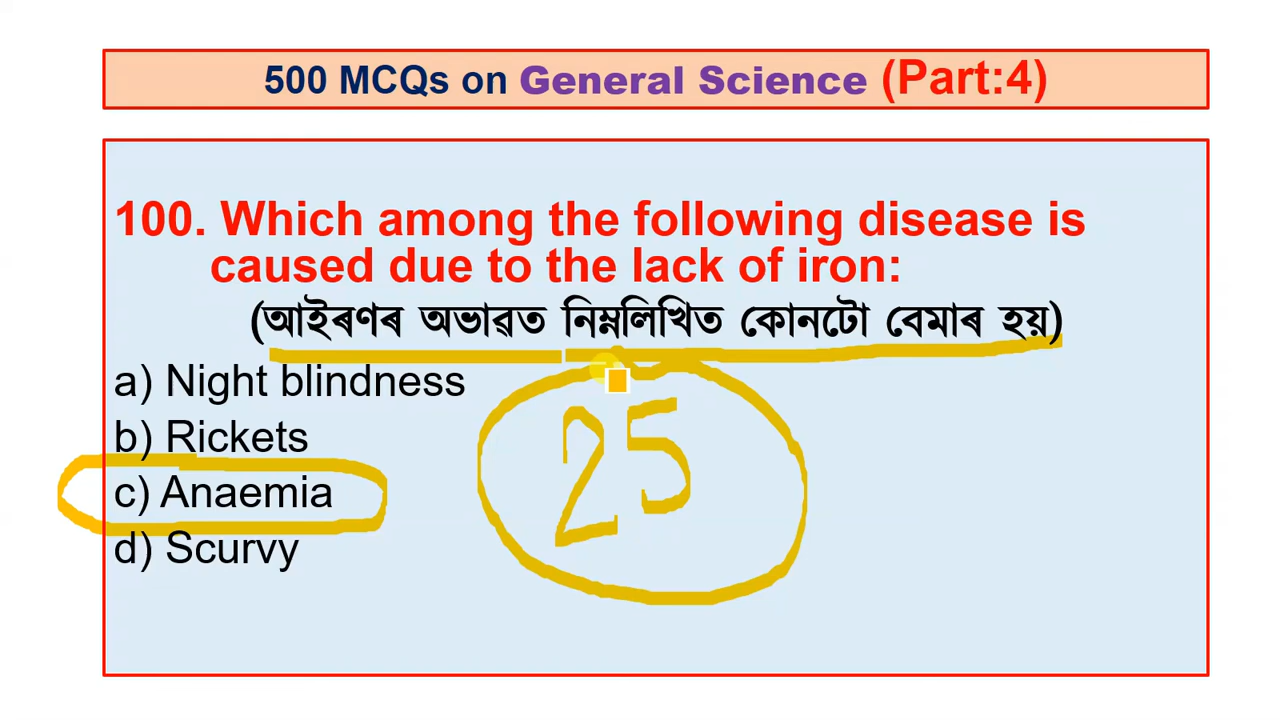 500 MCQs on General Science (Part:4)
100. Which among the following disease is
caused due to the lack of iron:
(আইৰণৰ অভাৱত নিম্নলিখিত কোনটো বেমাৰ হয়)
a) Night blindness
b) Rickets
c) Anaemia
d) Scurvy
25